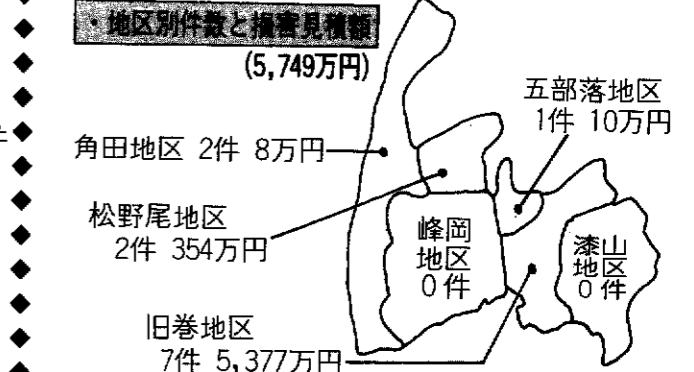 ・地区別件数と損害見積額
(5,749万円)
五部落地区
1件 10万円
角田地区 2件 8万円
松野尾地区
2件 354万円
峰岡
地区
0件
漆山
地区
0件
旧巻地区
7件 5,377万円